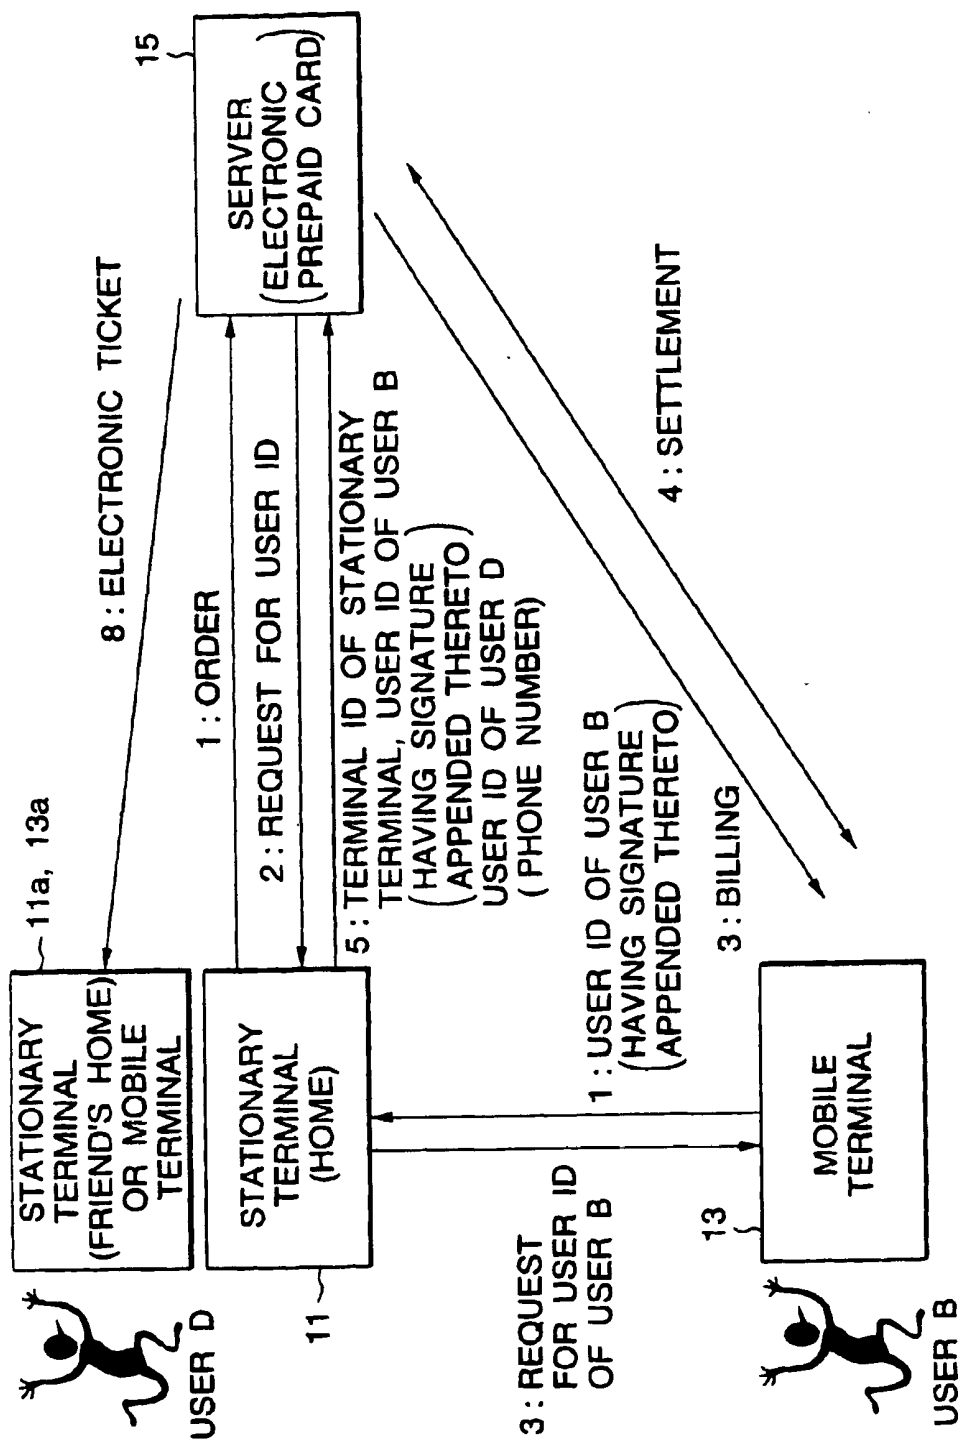 USER D
STATIONARY
TERMINAL
(FRIEND'S HOME)
OR MOBILE
TERMINAL
11a, 13a
8 : ELECTRONIC TICKET
15
SERVER
(ELECTRONIC
PREPAID CARD)
11
STATIONARY
TERMINAL
(HOME)
1 : ORDER
2 : REQUEST FOR USER ID
5 : TERMINAL ID OF STATIONARY
TERMINAL, USER ID OF USER B
(HAVING SIGNATURE
APPENDED THERETO)
USER ID OF USER D
(PHONE NUMBER)
3 : REQUEST
FOR USER ID
OF USER B
1 : USER ID OF USER B
(HAVING SIGNATURE
APPENDED THERETO)
3 : BILLING
4 : SETTLEMENT
13
MOBILE
TERMINAL
USER B